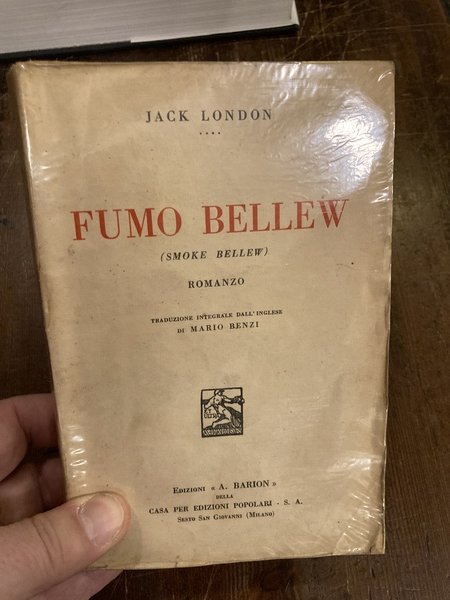 JACK LONDON
....
FUMO BELLEW
(SMOKE BELLEW)
ROMANZO
TRADUZIONE INTEGRALE DALL'INGLESE
DI MARIO BENZI
EDIZIONI « A. BARION »
DELLA
CASA PER EDIZIONI POPOLARI - S. A.
SESTO SAN GIOVANNI (MILANO)